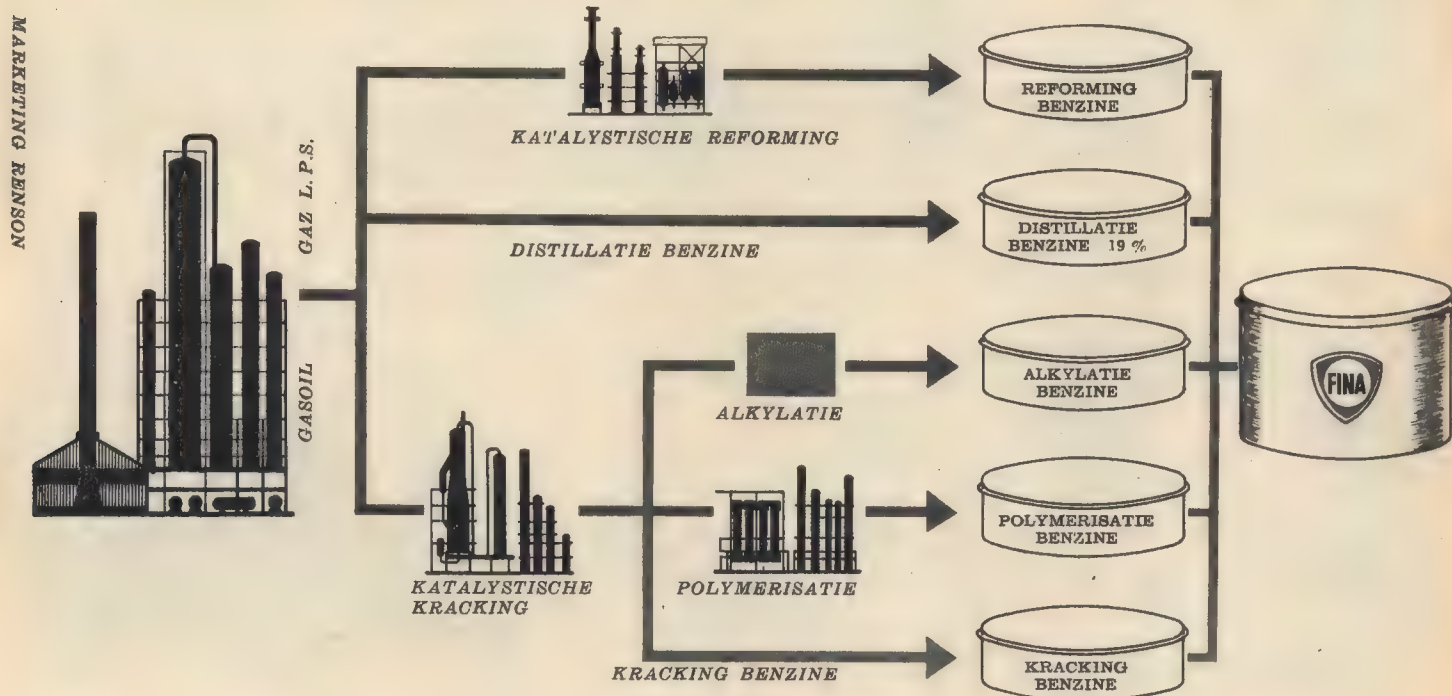 MARKETING RENSON
GAZ L.P.S.
GASOIL
KATALYSTISCHE REFORMING
REFORMING
BENZINE
DISTILLATIE BENZINE
DISTILLATIE
BENZINE 19 %
ALKYLATIE
ALKYLATIE
BENZINE
FINA
KATALYSTISCHE
KRACKING
POLYMERISATIE
POLYMERISATIE
BENZINE
KRACKING BENZINE
KRACKING
BENZINE